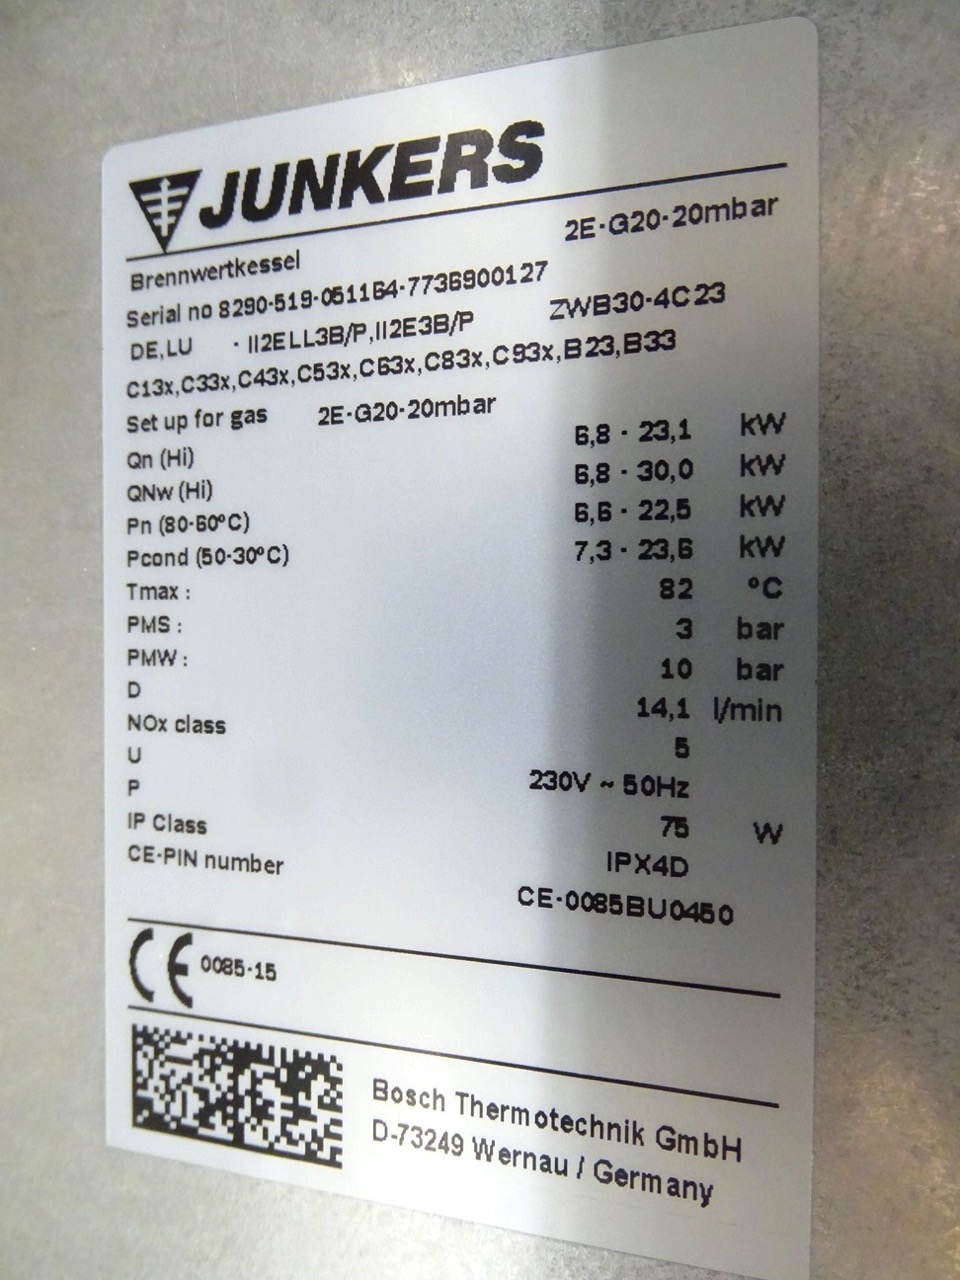 JUNKERS
2E-G20-20mbar
Brennwertkessel
Serial no 8290-519-051164-7736900127
DE,LU - II2ELL3B/P,II2E3B/P ZWB30-4C23
C13x,C33x,C43x,C53x,C63x,C83x,C93x,B23,B33
Set up for gas 2E-G20-20mbar
Qn (Hi) 6,8 - 23,1 kW
QNw (Hi) 6,8 - 30,0 kW
Pn (80-60°C) 6,6 - 22,5 kW
Pcond (50-30°C) 7,3 - 23,6 kW
Tmax : 82 °C
PMS : 3 bar
PMW : 10 bar
D 14,1 l/min
NOx class 5
U 230V ~ 50Hz
P 75 W
IP Class IPX4D
CE-PIN number CE-0085BU0450
CE 0085-15
Bosch Thermotechnik GmbH
D-73249 Wernau / Germany